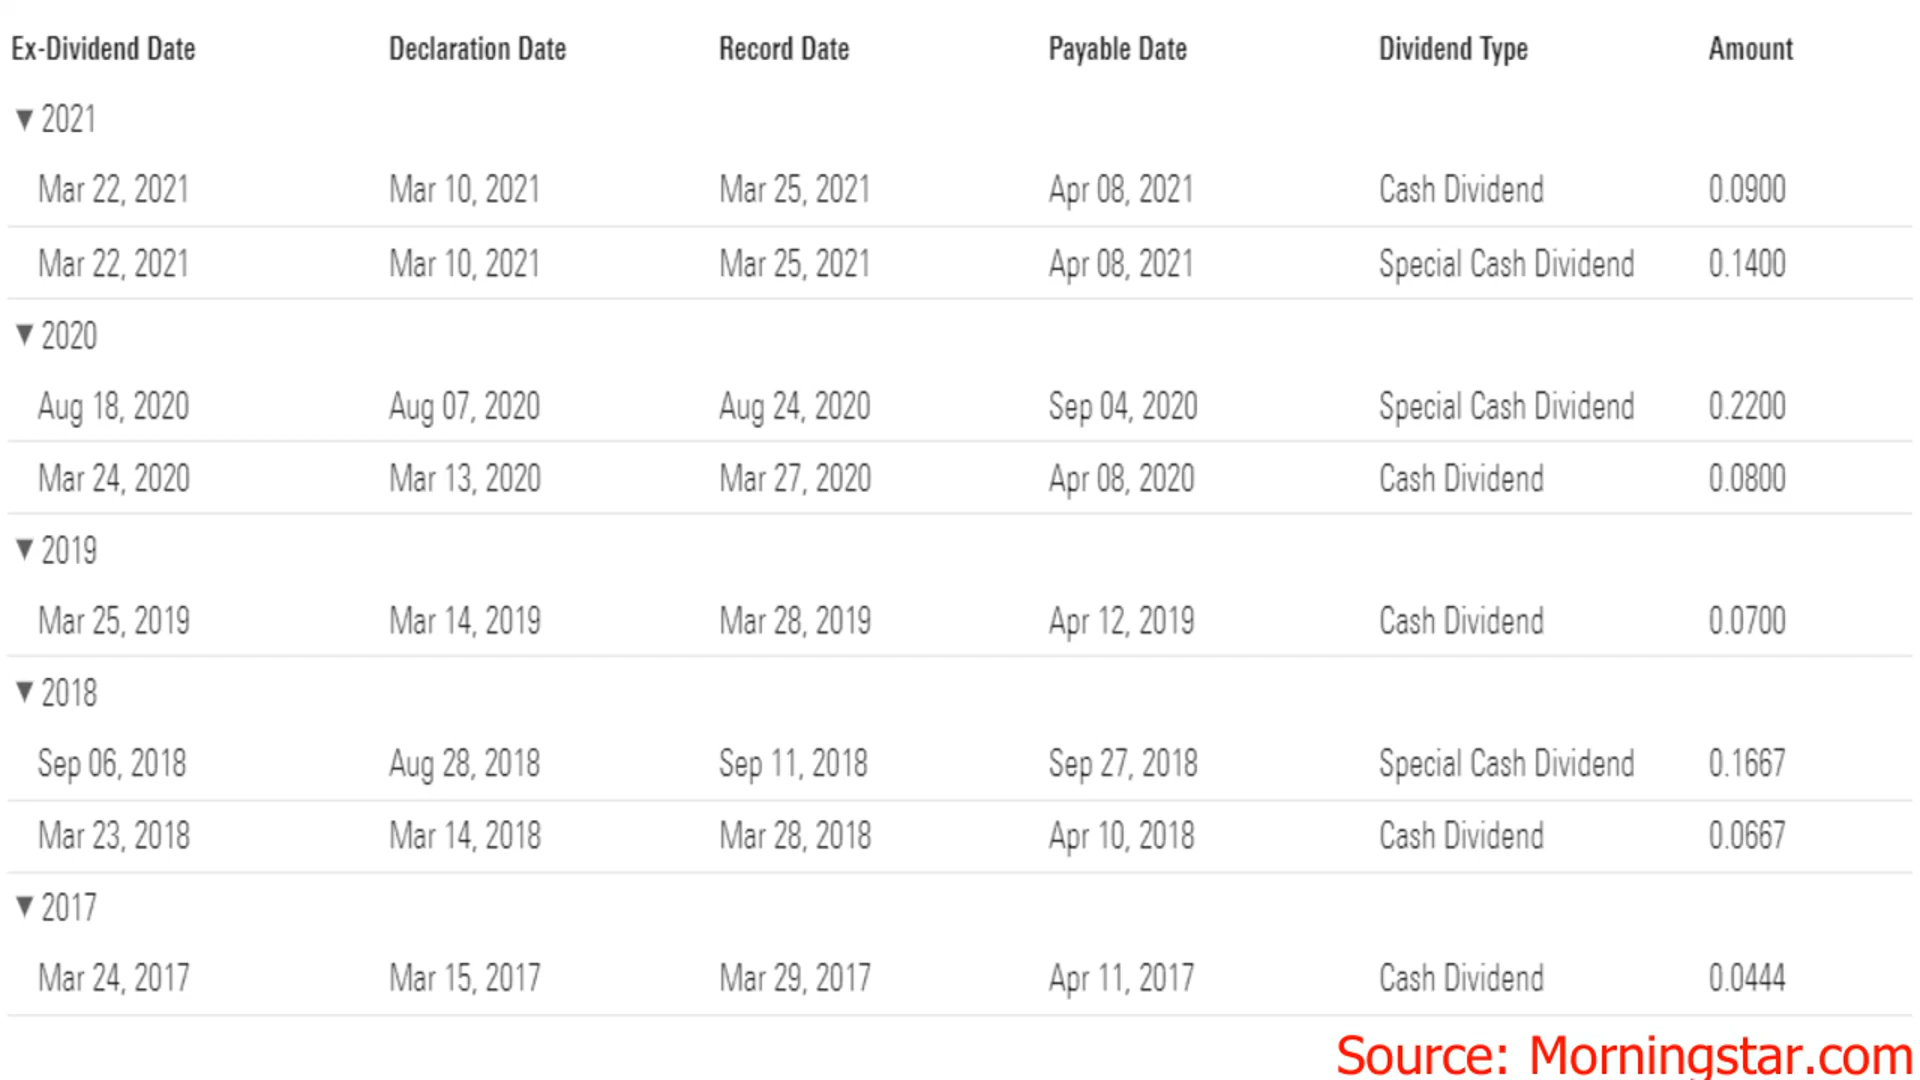 Ex-Dividend Date Declaration Date Record Date Payable Date Dividend Type Amount
▼ 2021
Mar 22, 2021 Mar 10, 2021 Mar 25, 2021 Apr 08, 2021 Cash Dividend 0.0900
Mar 22, 2021 Mar 10, 2021 Mar 25, 2021 Apr 08, 2021 Special Cash Dividend 0.1400
▼ 2020
Aug 18, 2020 Aug 07, 2020 Aug 24, 2020 Sep 04, 2020 Special Cash Dividend 0.2200
Mar 24, 2020 Mar 13, 2020 Mar 27, 2020 Apr 08, 2020 Cash Dividend 0.0800
▼ 2019
Mar 25, 2019 Mar 14, 2019 Mar 28, 2019 Apr 12, 2019 Cash Dividend 0.0700
▼ 2018
Sep 06, 2018 Aug 28, 2018 Sep 11, 2018 Sep 27, 2018 Special Cash Dividend 0.1667
Mar 23, 2018 Mar 14, 2018 Mar 28, 2018 Apr 10, 2018 Cash Dividend 0.0667
▼ 2017
Mar 24, 2017 Mar 15, 2017 Mar 29, 2017 Apr 11, 2017 Cash Dividend 0.0444
Source: Morningstar.com